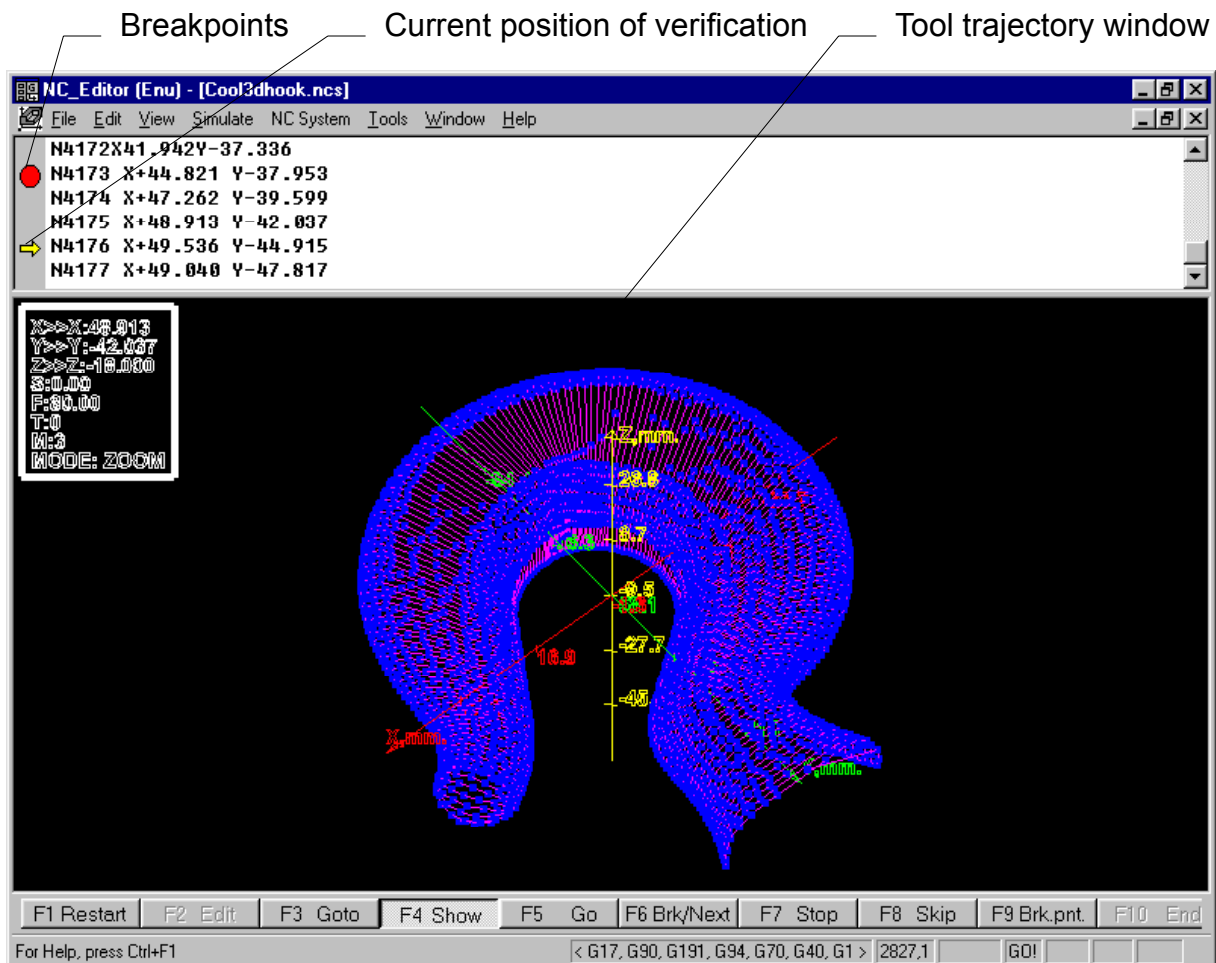 Breakpoints Current position of verification Tool trajectory window
NC_Editor (Enu) - [Cool3dhook.ncs]
File Edit View Simulate NC System Tools Window Help
N4172X41.942Y-37.336
N4173 X+44.821 Y-37.953
N4174 X+47.262 Y-39.599
N4175 X+48.913 Y-42.037
N4176 X+49.536 Y-44.915
N4177 X+49.040 Y-47.817
X>>X:48.913
Y>>Y:-42.037
Z>>Z:-18.000
S:0.00
F:80.00
T:0
M:3
MODE: ZOOM
Z,mm.
8.7
-27.7
16.9
-45
X,mm.
Y,mm.
F1 Restart F2 Edit F3 Goto F4 Show F5 Go F6 Brk/Next F7 Stop F8 Skip F9 Brk.pnt. F10 End
For Help, press Ctrl+F1 < G17, G90, G191, G94, G70, G40, G1 > 2827,1 GO!